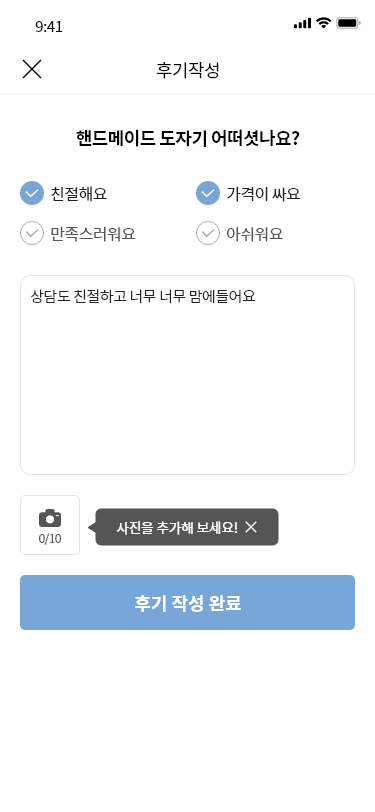 9:41
후기작성
핸드메이드 도자기 어떠셧나요?
친절해요 가격이 싸요
만족스러워요 아쉬워요
상담도 친절하고 너무 너무 맘에들어요
0/10
사진을 추가해 보세요!
후기 작성 완료